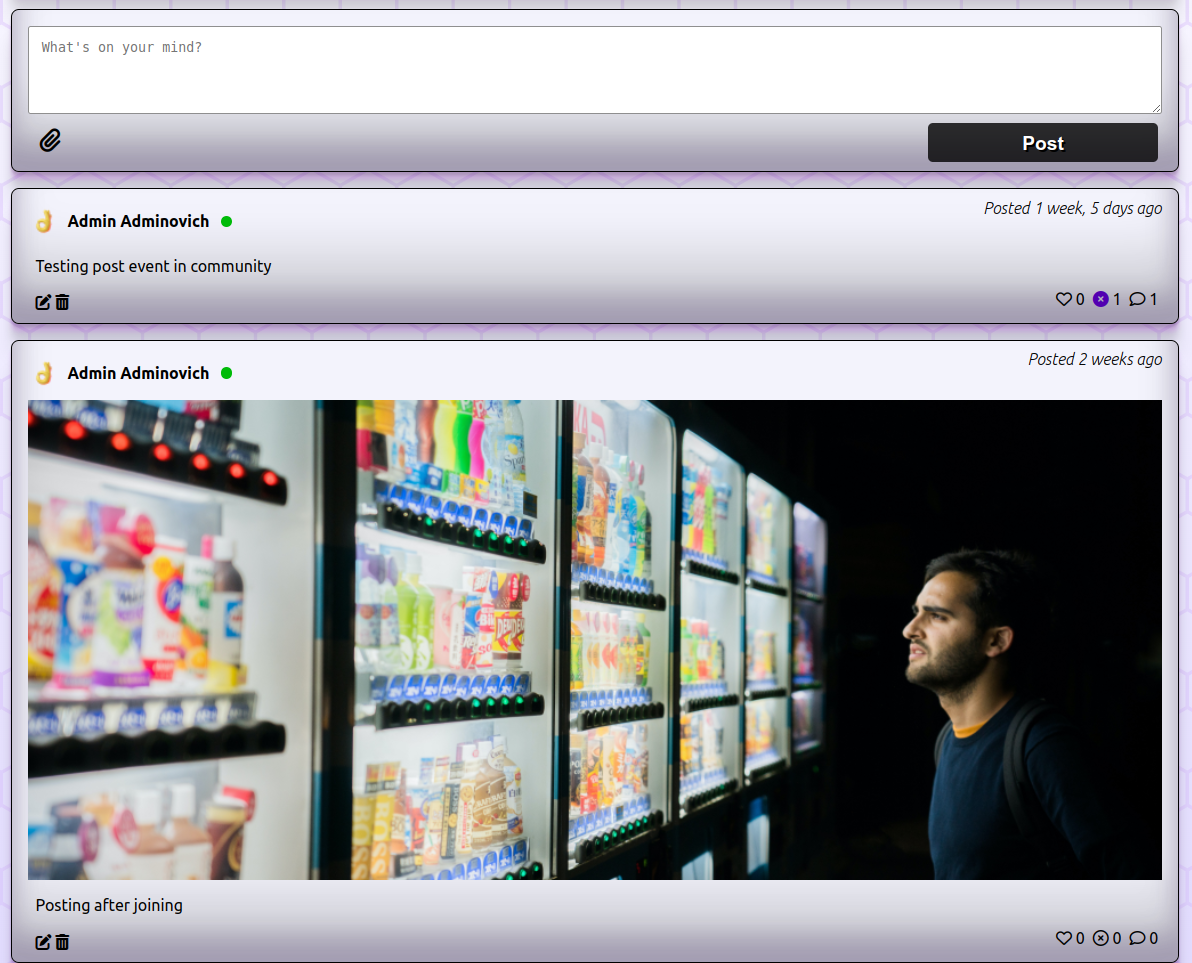 What's on your mind?
Post
Admin Adminovich
Posted 1 week, 5 days ago
Testing post event in community
0 1 1
Admin Adminovich
Posted 2 weeks ago
Posting after joining
0 0 0